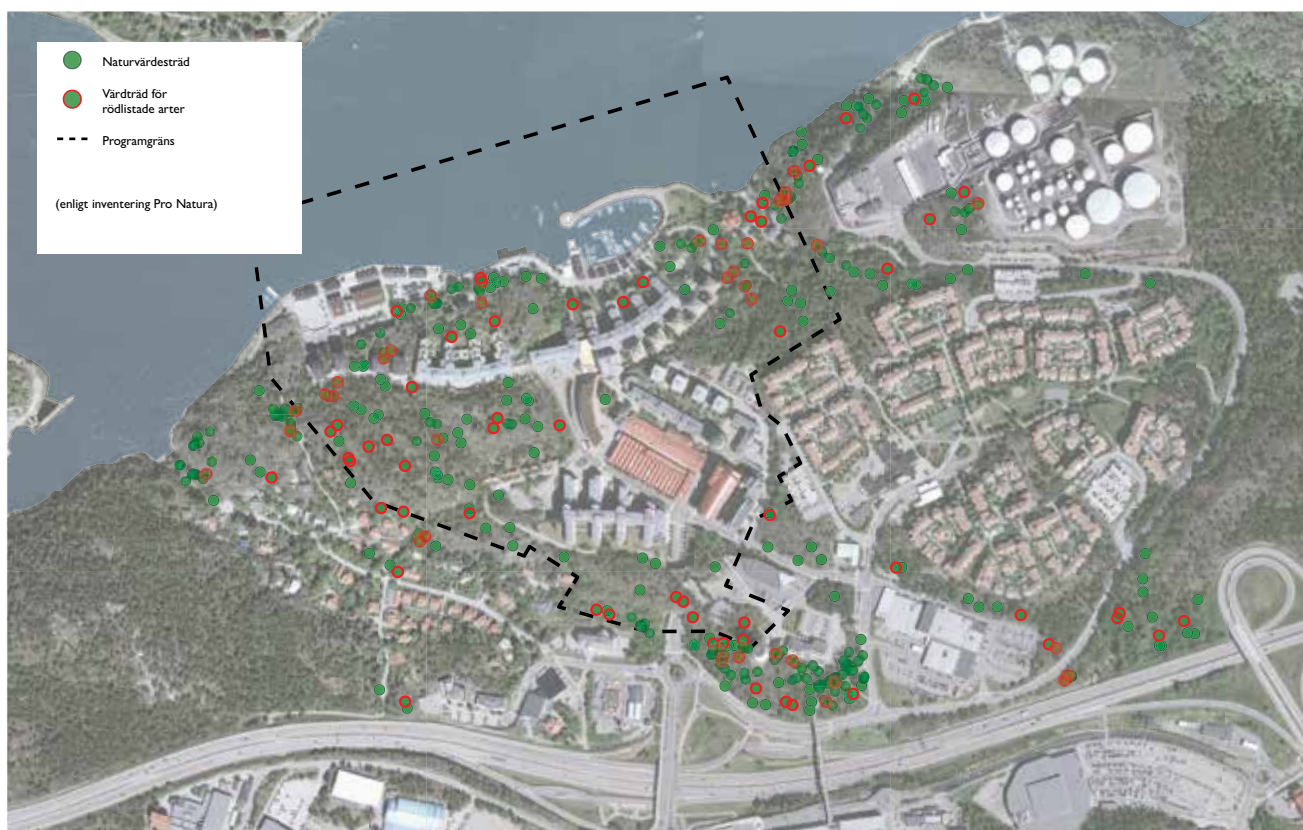 Naturvärdesträd
Värdträd för
rödlistade arter
Programgräns
(enligt inventering Pro Natura)